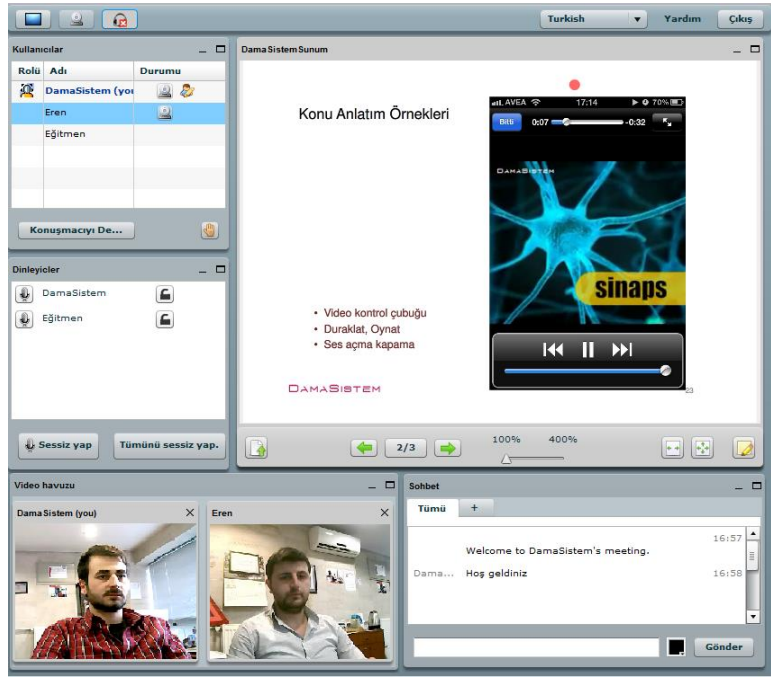 Turkish
Yardım
Çıkış
Kullanıcılar
Rolü Adı Durumu
DamaSistem (you
Eren
Eğitmen
Konuşmacıyı De...
Dinleyiciler
DamaSistem
Eğitmen
Sessiz yap
Tümünü sessiz yap.
DamaSistem Sunum
Konu Anlatım Örnekleri
• Video kontrol çubuğu
• Duraklat, Oynat
• Ses açma kapama
DAMASISTEM
AVEA 17:14 70%
Bitti 0:07 -0:32
DAMASISTEM
sinaps
23
2/3
100% 400%
Video havuzu
DamaSistem (you)
Eren
Sohbet
Tümü +
16:57
Welcome to DamaSistem's meeting.
Dama... Hoş geldiniz 16:58
Gönder